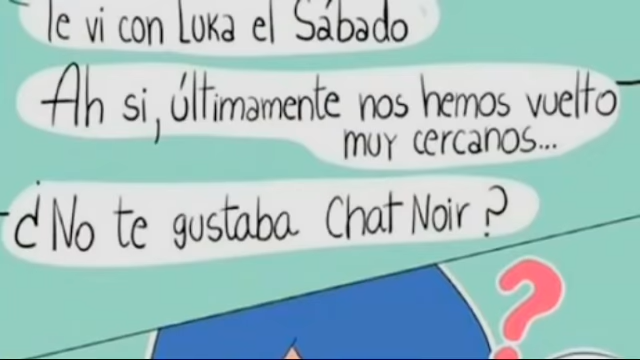 Te vi con Luka el Sábado
Ah si, últimamente nos hemos vuelto
muy cercanos...
¿No te gustaba Chat Noir?
?